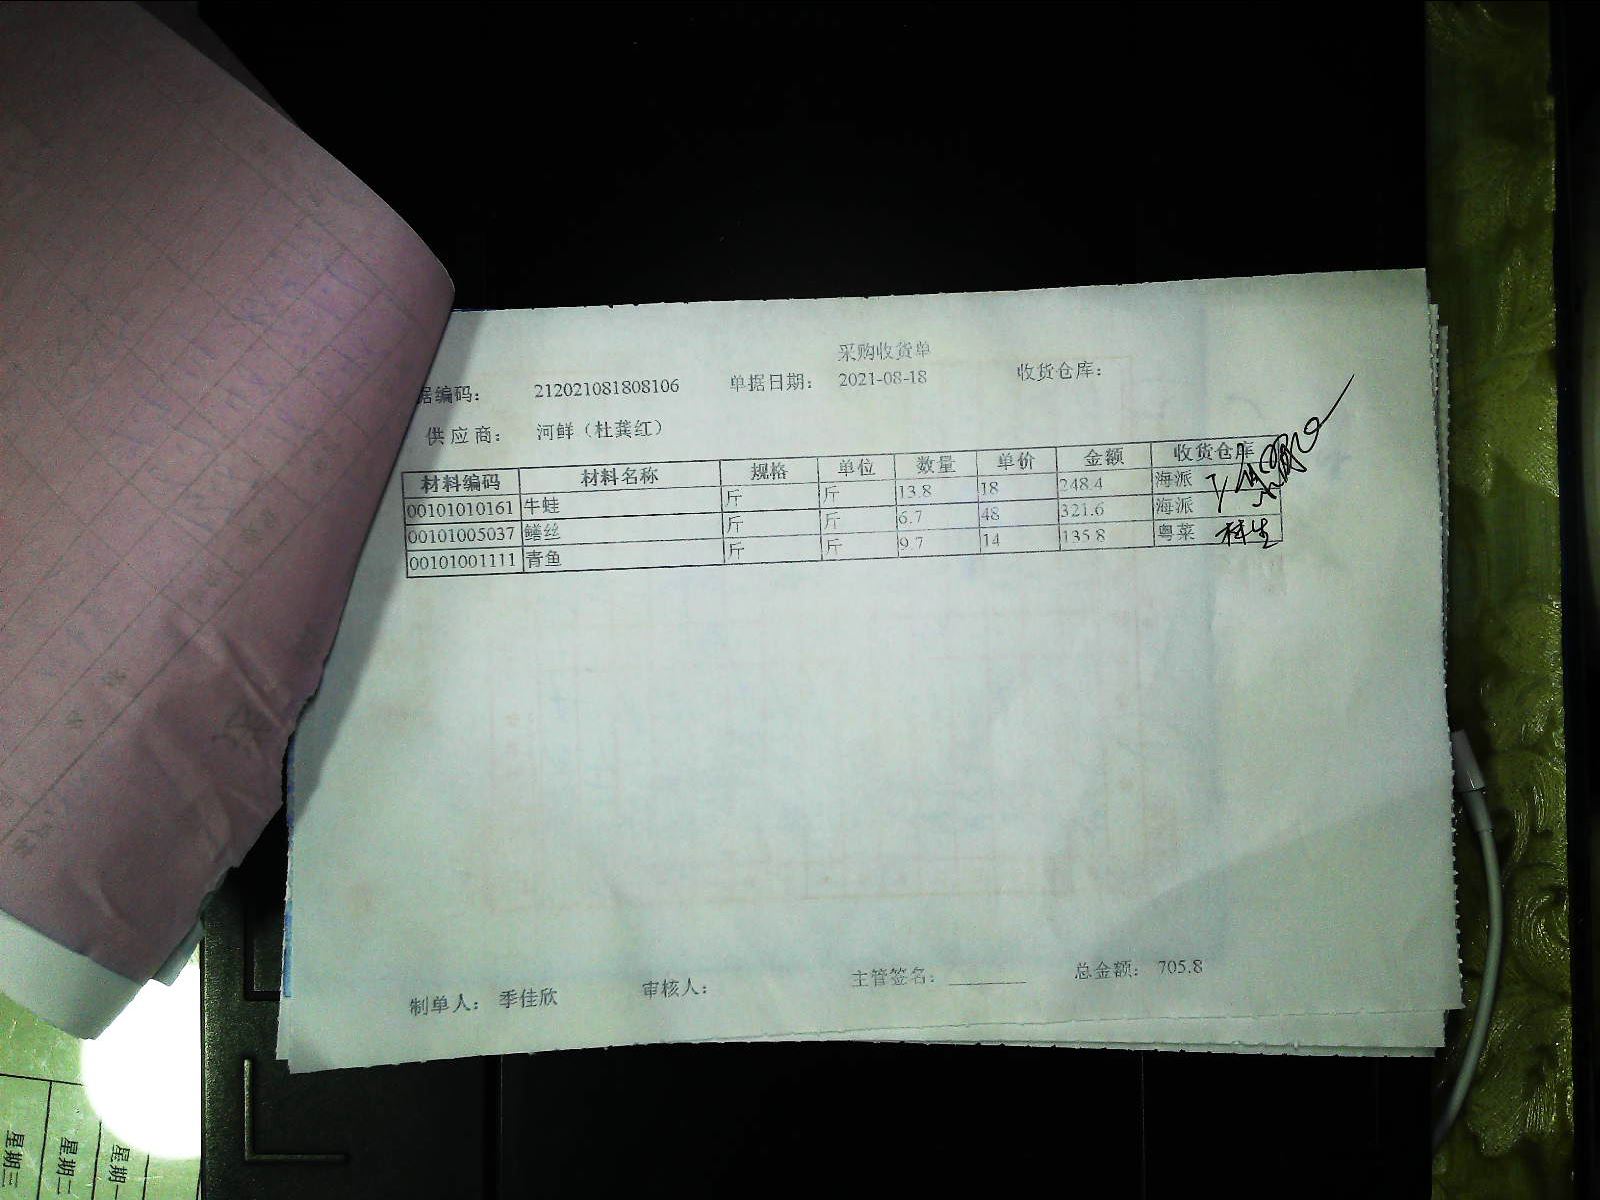 采购收货单
据编码： 212021081808106 单据日期： 2021-08-18 收货仓库：
供应商： 河鲜（杜龚红）
材料编码 材料名称 规格 单位 数量 单价 金额 收货仓库
00101010161 牛蛙 斤 斤 13.8 18 248.4 海派
00101005037 鳝丝 斤 斤 6.7 48 321.6 海派
00101001111 青鱼 斤 斤 9.7 14 135.8 粤菜
制单人： 季佳欣 审核人： 主管签名： 总金额： 705.8
星期一
星期二
星期三